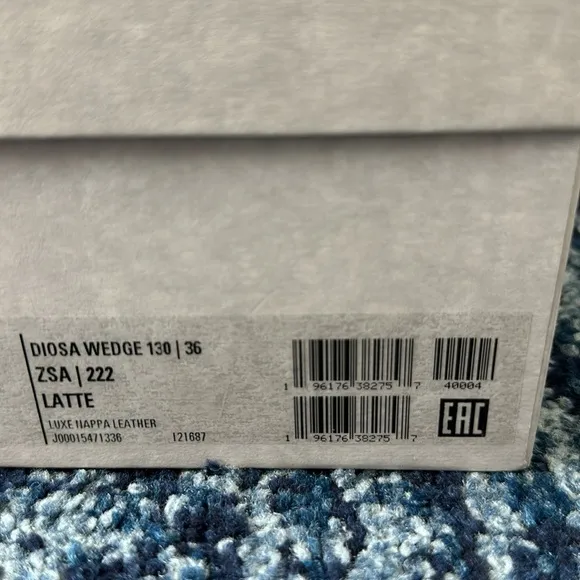 DIOSA WEDGE 130 | 36
ZSA | 222
LATTE
LUXE NAPPA LEATHER
J00015471336 121687
1 96176 38275 7
40004
1 96176 38275 7
EAC